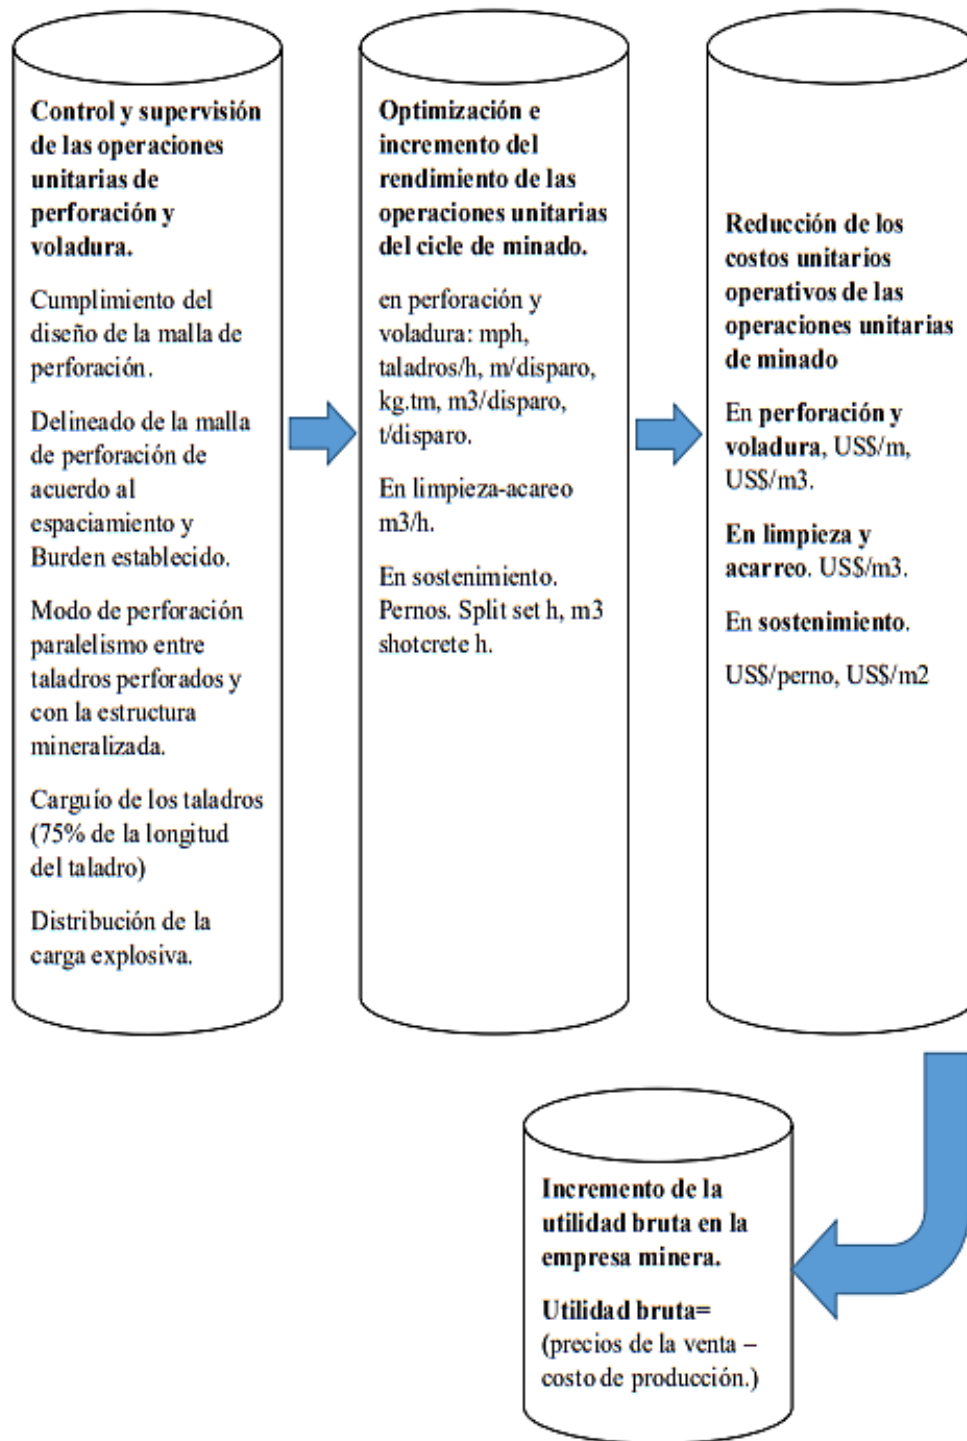 Control y supervisión
de las operaciones
unitarias de
perforación y
voladura.
Cumplimiento del
diseño de la malla de
perforación.
Delineado de la malla
de perforación de
acuerdo al
espaciamiento y
Burden establecido.
Modo de perforación
paralelismo entre
taladros perforados y
con la estructura
mineralizada.
Carguío de los taladros
(75% de la longitud
del taladro)
Distribución de la
carga explosiva.
Optimización e
incremento del
rendimiento de las
operaciones unitarias
del cicle de minado.
en perforación y
voladura: mph,
taladros/h, m/disparo,
kg.tm, m3/disparo,
t/disparo.
En limpieza-acareo
m3/h.
En sostenimiento.
Pernos. Split set h, m3
shotcrete h.
Reducción de los
costos unitarios
operativos de las
operaciones unitarias
de minado
En perforación y
voladura, US$/m,
US$/m3.
En limpieza y
acarreo. US$/m3.
En sostenimiento.
US$/perno, US$/m2
Incremento de la
utilidad bruta en la
empresa minera.
Utilidad bruta=
(precios de la venta –
costo de producción.)